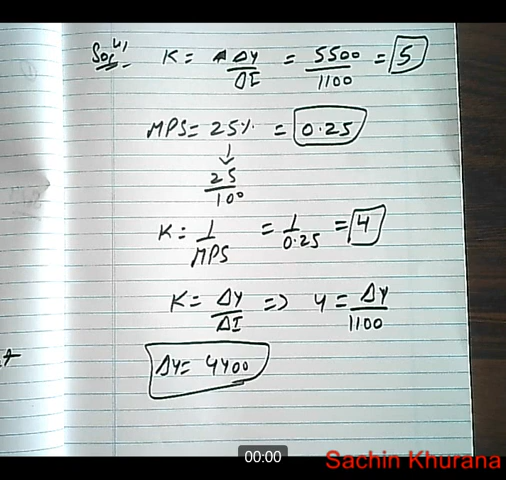 Sol^4)  K = ΔY/ΔI = 5500/1100 = 5
MPS = 25% = 0.25
↓
25/100
K = 1/MPS = 1/0.25 = 4
K = ΔY/ΔI => 4 = ΔY/1100
ΔY = 4400
00:00
Sachin Khurana